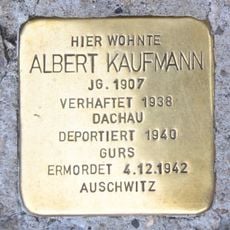 HIER WOHNTE
ALBERT KAUFMANN
JG. 1907
VERHAFTET 1938
DACHAU
DEPORTIERT 1940
GURS
ERMORDET 4.12.1942
AUSCHWITZ